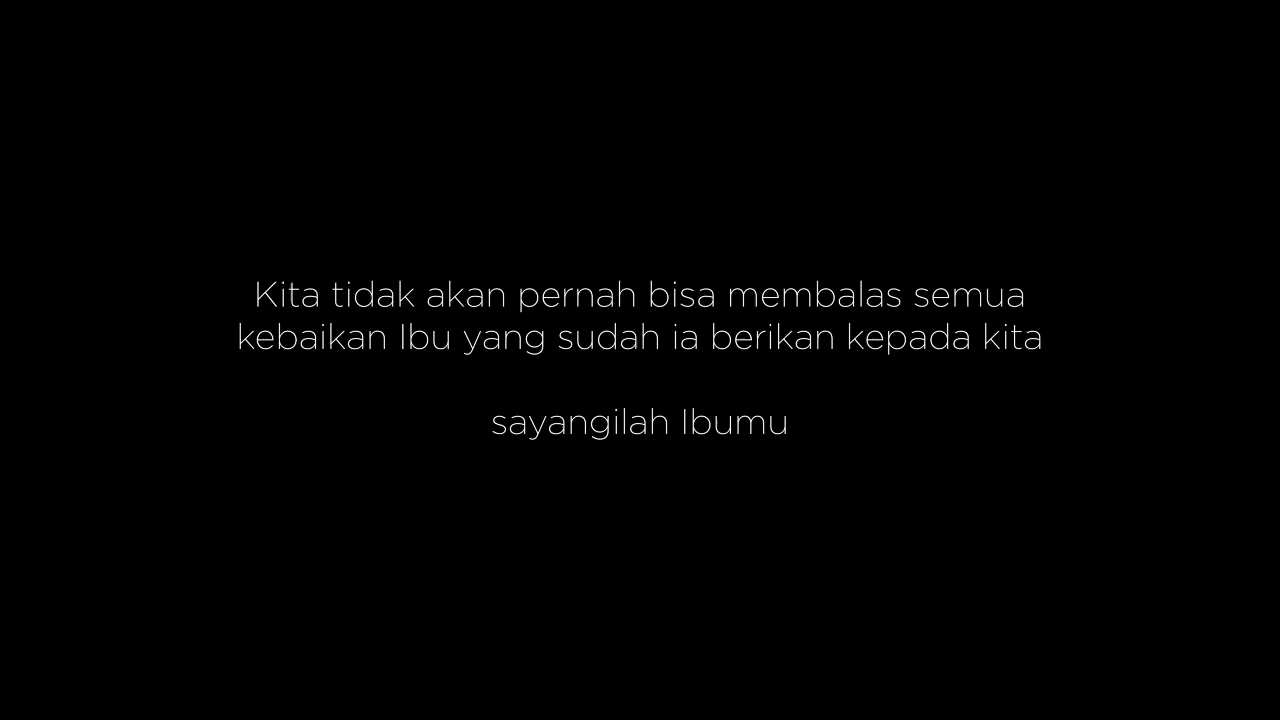 Kita tidak akan pernah bisa membalas semua
kebaikan Ibu yang sudah ia berikan kepada kita
sayangilah Ibumu